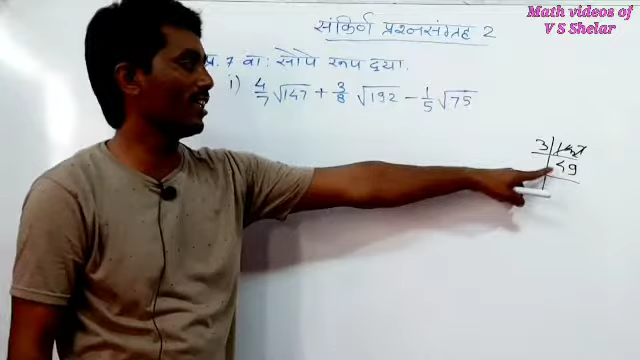 Math videos of
V S Shelar
संकिर्ण प्रश्नसंग्रह 2
प्र. 7 वा: सोपे रूप द्या.
i) 4/7 √147 + 3/8 √192 - 1/5 √75
3 | 147
49